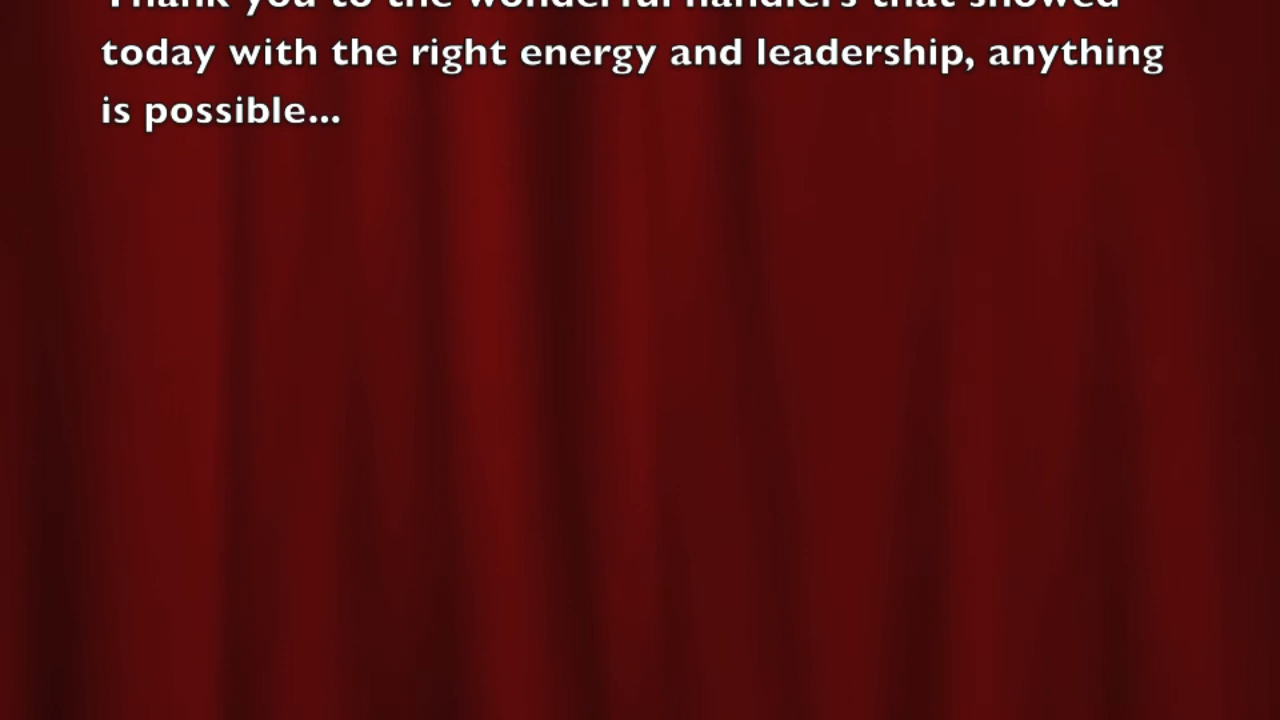 Thank you to the wonderful handlers that showed
today with the right energy and leadership, anything
is possible...